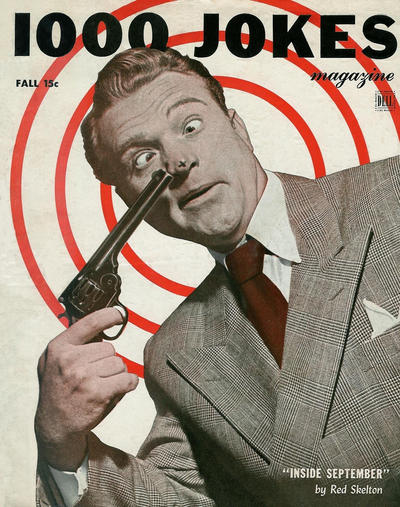 1000 JOKES
magazine
FALL 15c
DELL
"INSIDE SEPTEMBER"
by Red Skelton